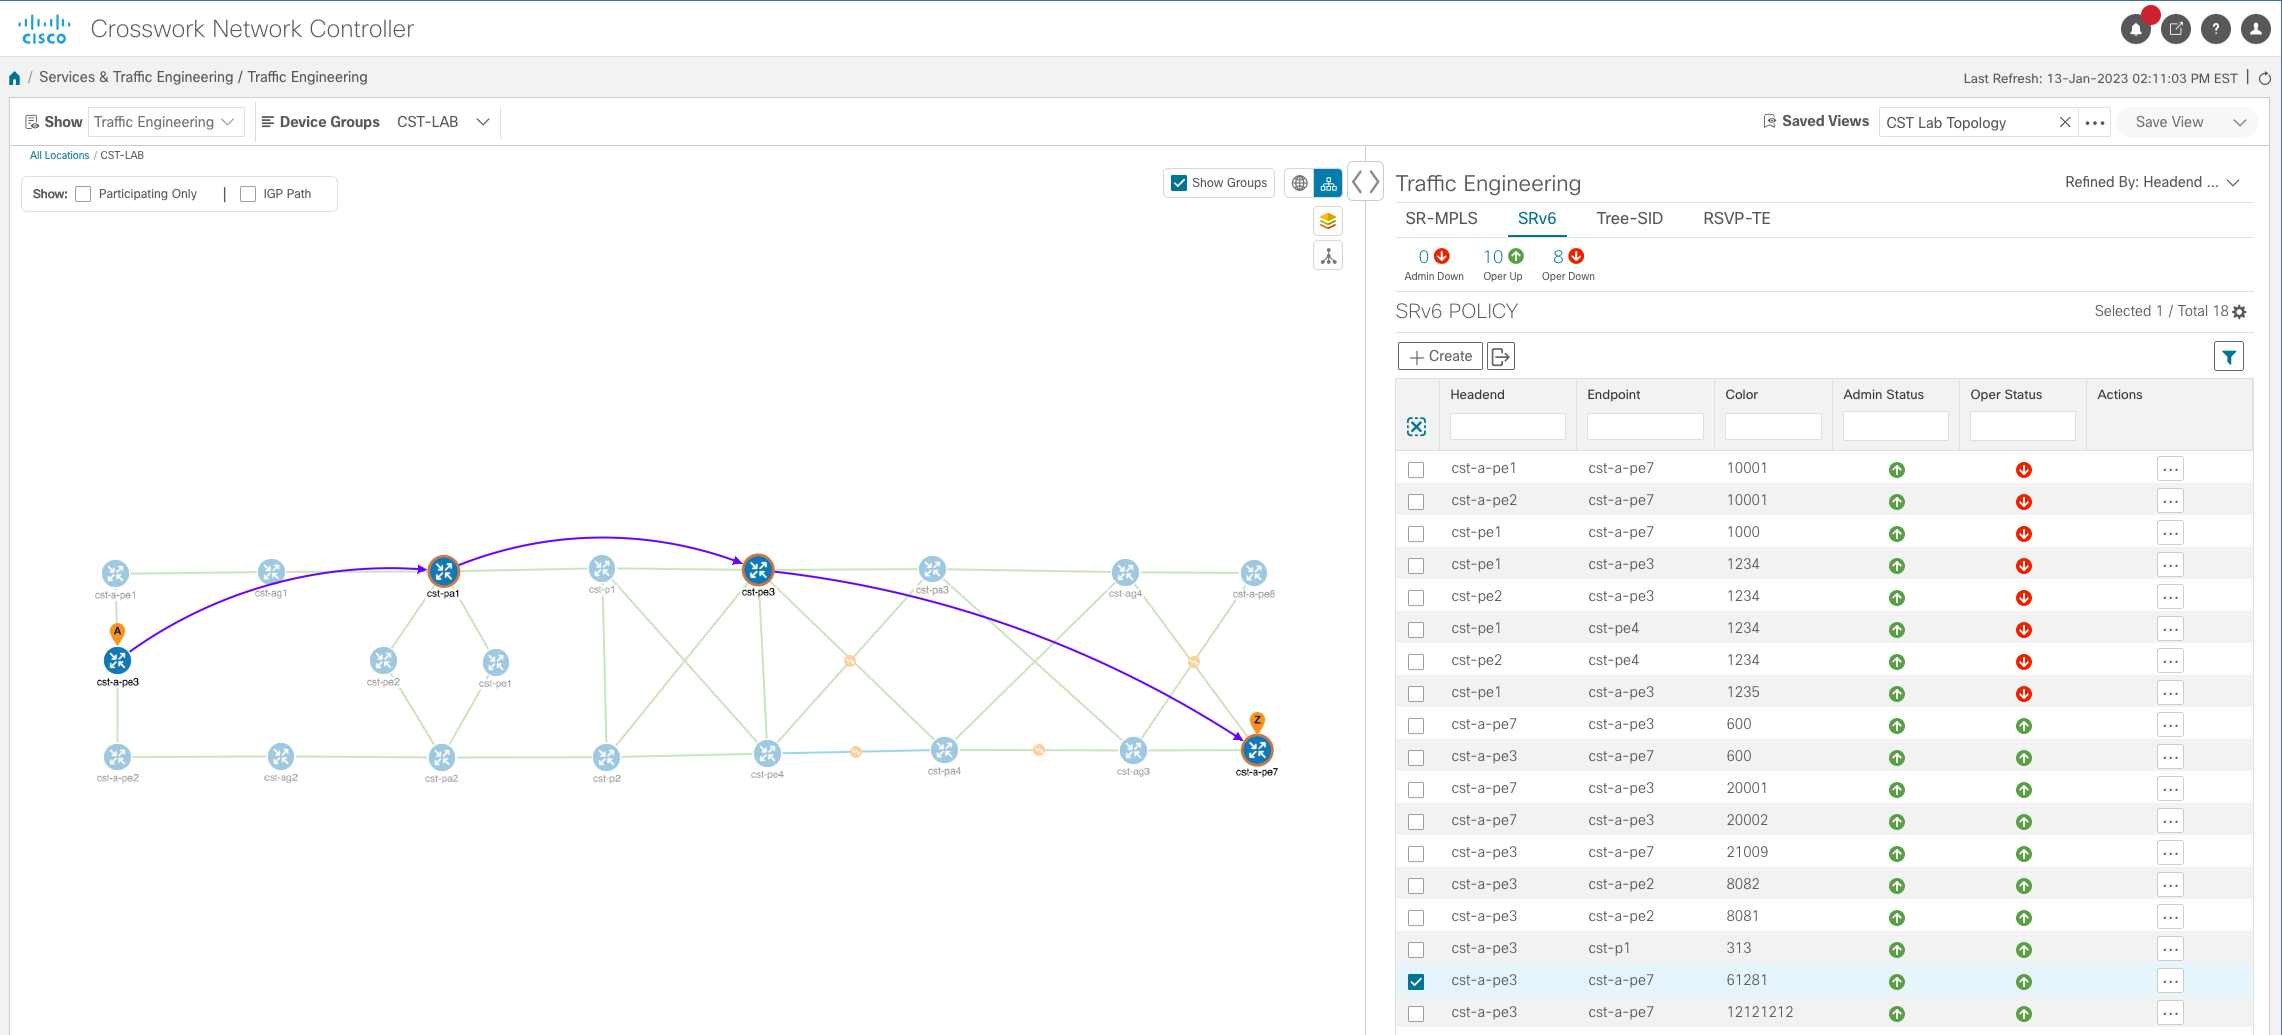 CISCO Crosswork Network Controller ?
/ Services & Traffic Engineering / Traffic Engineering
Last Refresh: 13-Jan-2023 02:11:03 PM EST |
Show Traffic Engineering Device Groups CST-LAB
Saved Views CST Lab Topology Save View
All Locations / CST-LAB
Show: Participating Only | IGP Path
Show Groups
Traffic Engineering
Refined By: Headend ...
SR-MPLS SRv6 Tree-SID RSVP-TE
0 10 8
Admin Down Oper Up Oper Down
SRv6 POLICY
Selected 1 / Total 18
Create
Headend Endpoint Color Admin Status Oper Status Actions
cst-a-pe1 cst-a-pe7 10001
cst-a-pe2 cst-a-pe7 10001
cst-pe1 cst-a-pe7 1000
cst-pe1 cst-a-pe3 1234
cst-pe2 cst-a-pe3 1234
cst-pe1 cst-pe4 1234
cst-pe2 cst-pe4 1234
cst-pe1 cst-a-pe3 1235
cst-a-pe7 cst-a-pe3 600
cst-a-pe3 cst-a-pe7 600
cst-a-pe7 cst-a-pe3 20001
cst-a-pe7 cst-a-pe3 20002
cst-a-pe3 cst-a-pe7 21009
cst-a-pe3 cst-a-pe2 8082
cst-a-pe3 cst-a-pe2 8081
cst-a-pe3 cst-p1 313
cst-a-pe3 cst-a-pe7 61281
cst-a-pe3 cst-a-pe7 12121212
cst-a-pe1 cst-ag1 cst-pa1 cst-p1 cst-pe3 cst-pa3 cst-ag4 cst-a-pe8
A
cst-a-pe3 cst-pe2 cst-pe1
Z
cst-a-pe2 cst-ag2 cst-pa2 cst-p2 cst-pe4 cst-pa4 cst-ag3 cst-a-pe7